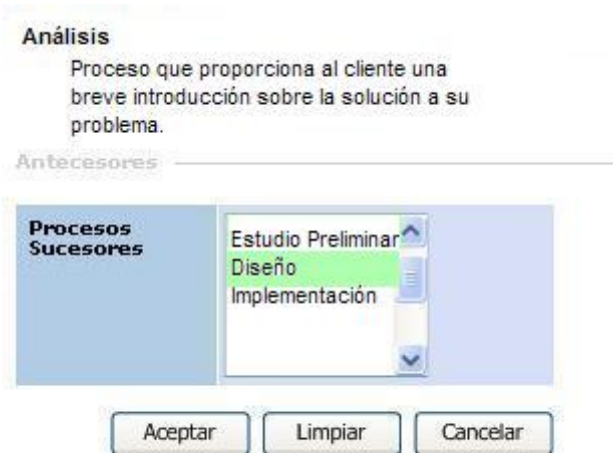 Análisis
Proceso que proporciona al cliente una
breve introducción sobre la solución a su
problema.
Antecesores
Procesos
Sucesores
Estudio Preliminar
Diseño
Implementación
Aceptar
Limpiar
Cancelar